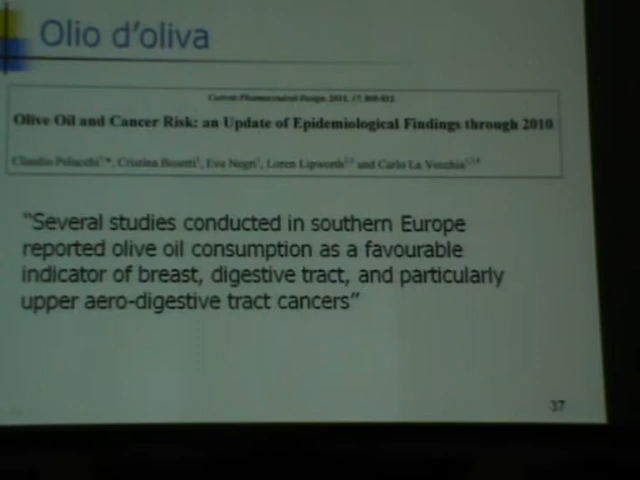 Olio d'oliva
Current Pharmaceutical Design, 2011, 17,
Olive Oil and Cancer Risk: an Update of Epidemiological Findings through 2010
Claudio Pelucchi, Cristina Bosetti, Eva Negri, Loren Lipworth and Carlo La Vecchia
"Several studies conducted in southern Europe
reported olive oil consumption as a favourable
indicator of breast, digestive tract, and particularly
upper aero-digestive tract cancers"
37